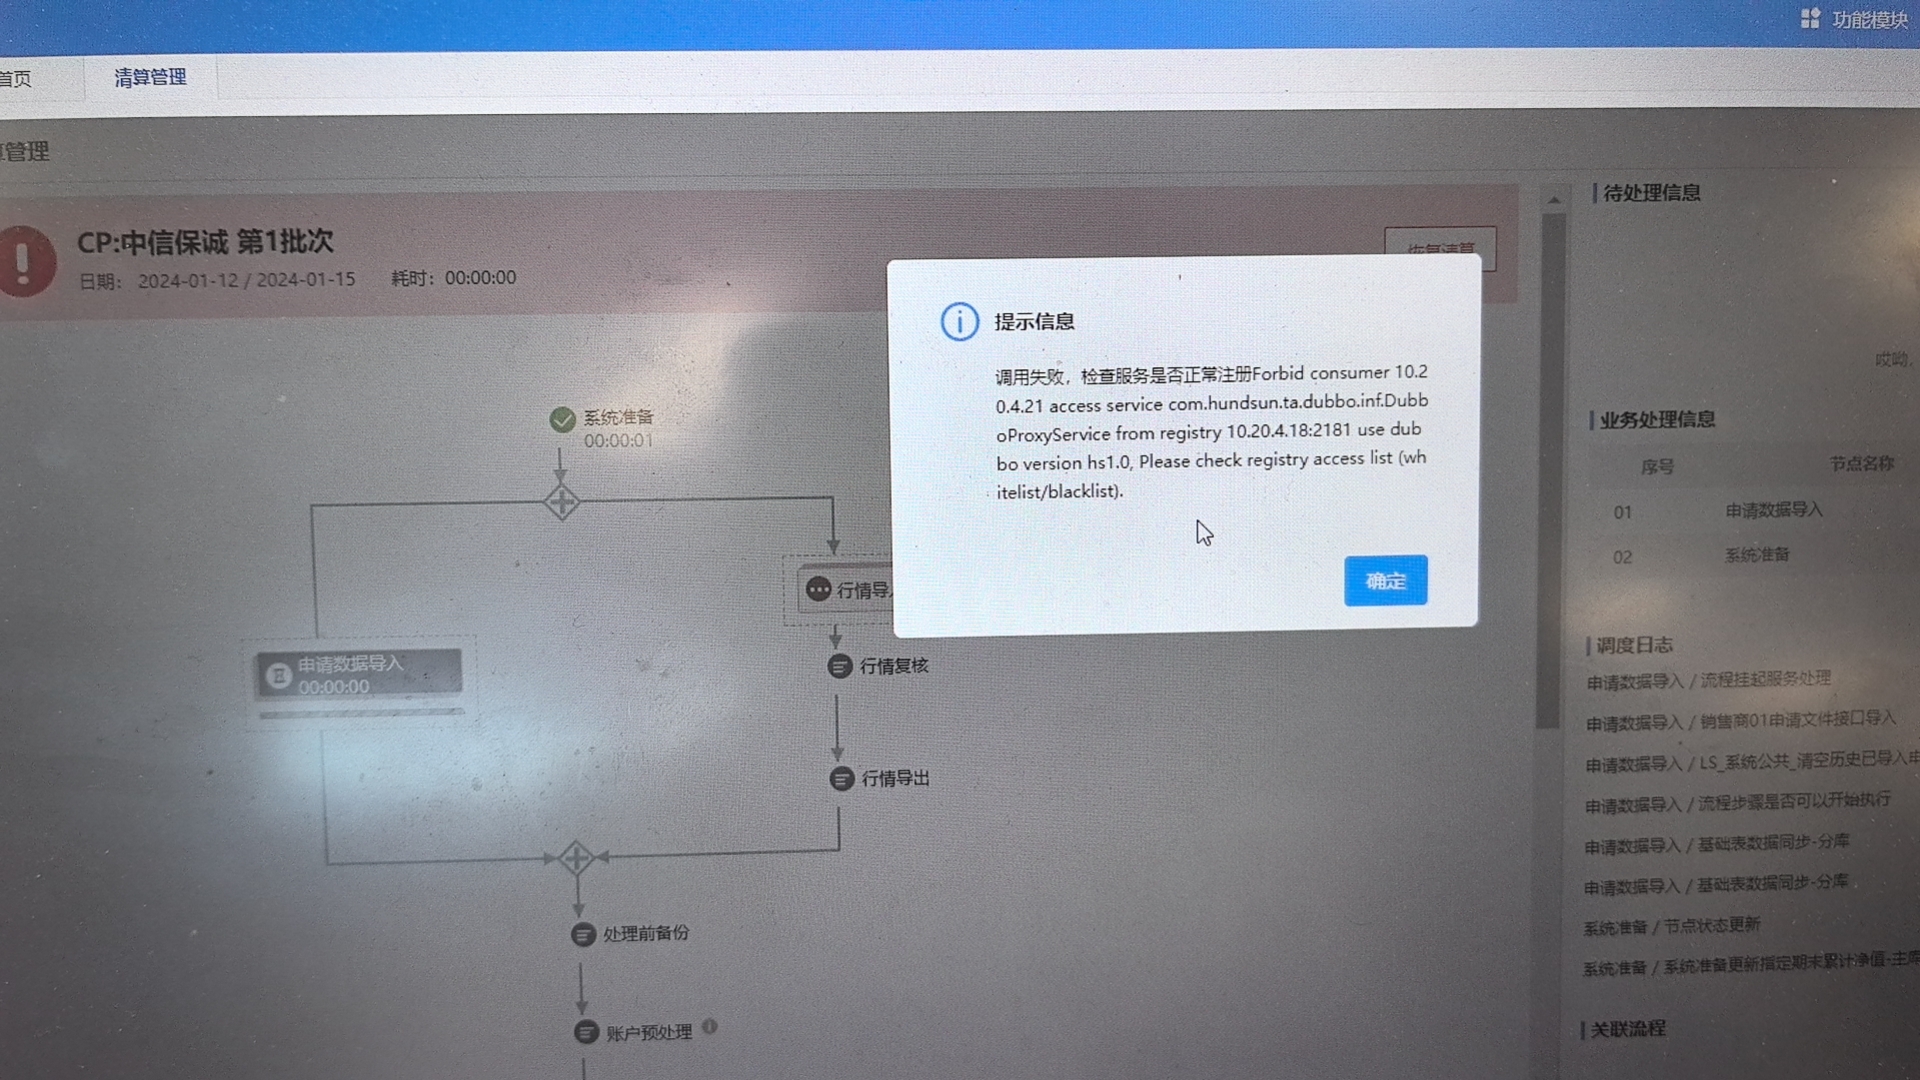 功能模块
首页
清算管理
管理
CP:中信保诚 第1批次
日期： 2024-01-12 / 2024-01-15 耗时：00:00:00
待处理信息
提示信息
调用失败，检查服务是否正常注册Forbid consumer 10.2
0.4.21 access service com.hundsun.ta.dubbo.inf.Dubb
oProxyService from registry 10.20.4.18:2181 use dub
bo version hs1.0, Please check registry access list (wh
itelist/blacklist).
确定
哎呦,
系统准备
00:00:01
行情导
行情复核
申请数据导入
00:00:00
行情导出
处理前备份
账户预处理
业务处理信息
序号 节点名称
01 申请数据导入
02 系统准备
调度日志
申请数据导入 / 流程挂起服务处理
申请数据导入 / 销售商01申请文件接口导入
申请数据导入 / LS_系统公共_清空历史已导入申
申请数据导入 / 流程步骤是否可以开始执行
申请数据导入 / 基础表数据同步-分库
申请数据导入 / 基础表数据同步-分库
系统准备 / 节点状态更新
系统准备 / 系统准备更新指定期末累计净值-主库
关联流程